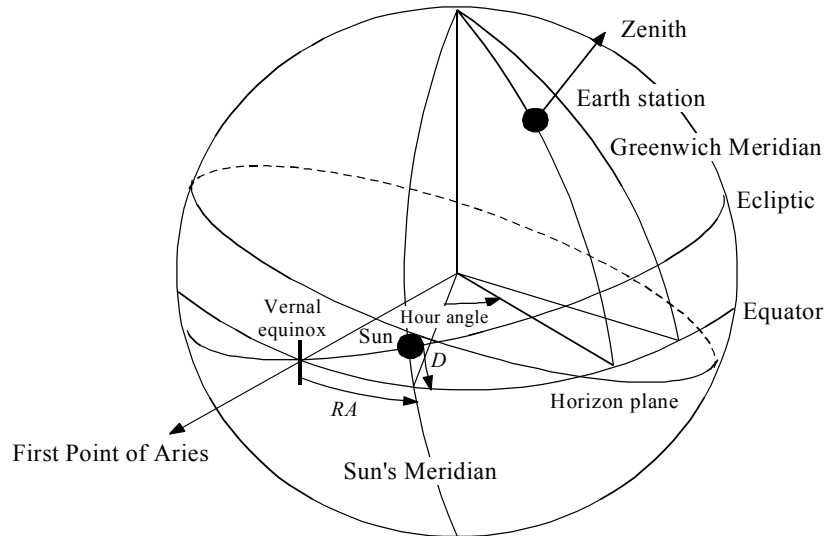 Zenith
Earth station
Greenwich Meridian
Ecliptic
Vernal
equinox
Sun
Hour angle
Equator
D
RA
Horizon plane
First Point of Aries
Sun's Meridian